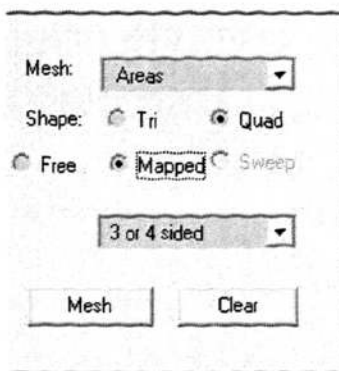 Mesh: Areas
Shape: Tri Quad
Free Mapped Sweep
3 or 4 sided
Mesh Clear